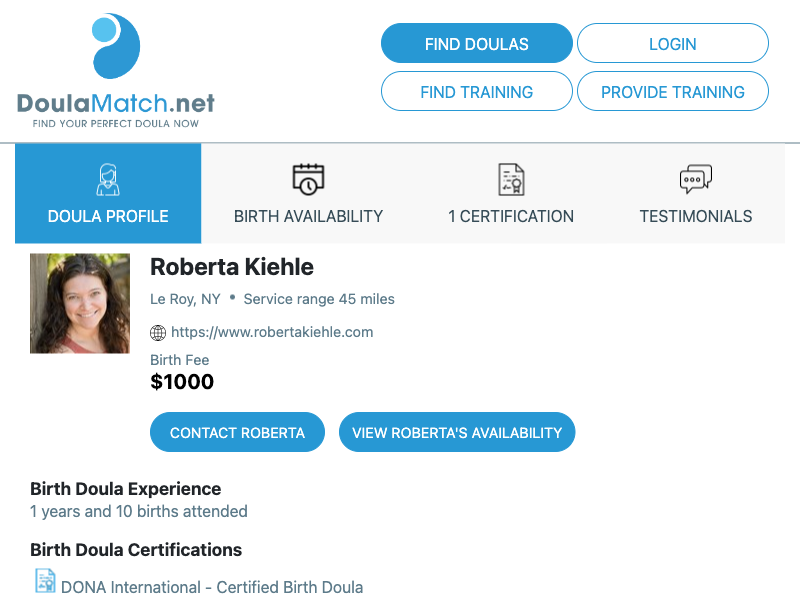 DoulaMatch.net
FIND YOUR PERFECT DOULA NOW
FIND DOULAS
LOGIN
FIND TRAINING
PROVIDE TRAINING
DOULA PROFILE
BIRTH AVAILABILITY
1 CERTIFICATION
TESTIMONIALS
Roberta Kiehle
Le Roy, NY • Service range 45 miles
https://www.robertakiehle.com
Birth Fee
$1000
CONTACT ROBERTA
VIEW ROBERTA'S AVAILABILITY
Birth Doula Experience
1 years and 10 births attended
Birth Doula Certifications
DONA International - Certified Birth Doula